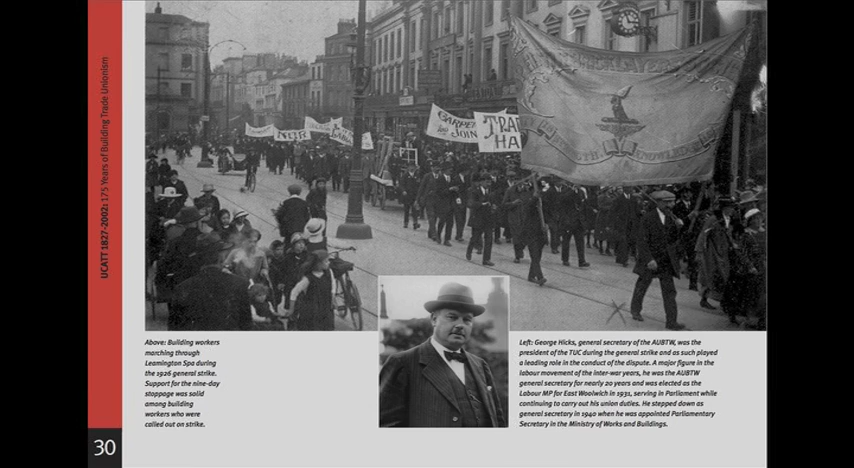 UCATT 1827-2002: 175 Years of Building Trade Unionism
CARPEN
JOIN
TRA
HA
Above: Building workers
marching through
Leamington Spa during
the 1926 general strike.
Support for the nine-day
stoppage was solid
among building
workers who were
called out on strike.
Left: George Hicks, general secretary of the AUBTW, was the
president of the TUC during the general strike and as such played
a leading role in the conduct of the dispute. A major figure in the
labour movement of the inter-war years, he was the AUBTW
general secretary for nearly 20 years and was elected as the
Labour MP for East Woolwich in 1931, serving in Parliament while
continuing to carry out his union duties. He stepped down as
general secretary in 1940 when he was appointed Parliamentary
Secretary in the Ministry of Works and Buildings.
30